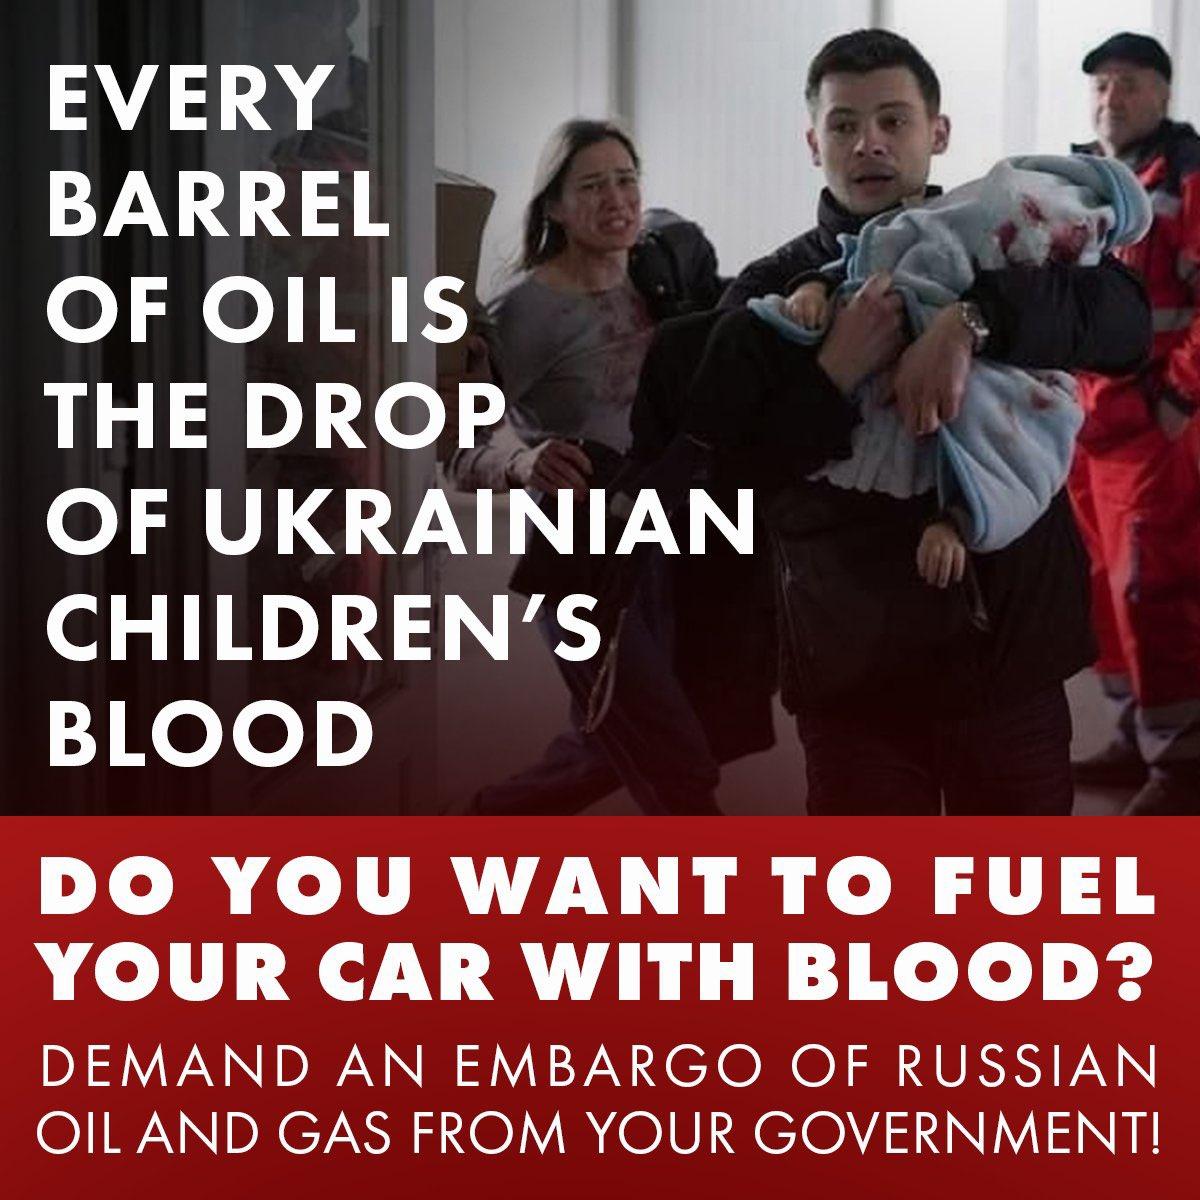 EVERY
BARREL
OF OIL IS
THE DROP
OF UKRAINIAN
CHILDREN’S
BLOOD
DO YOU WANT TO FUEL
YOUR CAR WITH BLOOD?
DEMAND AN EMBARGO OF RUSSIAN
OIL AND GAS FROM YOUR GOVERNMENT!